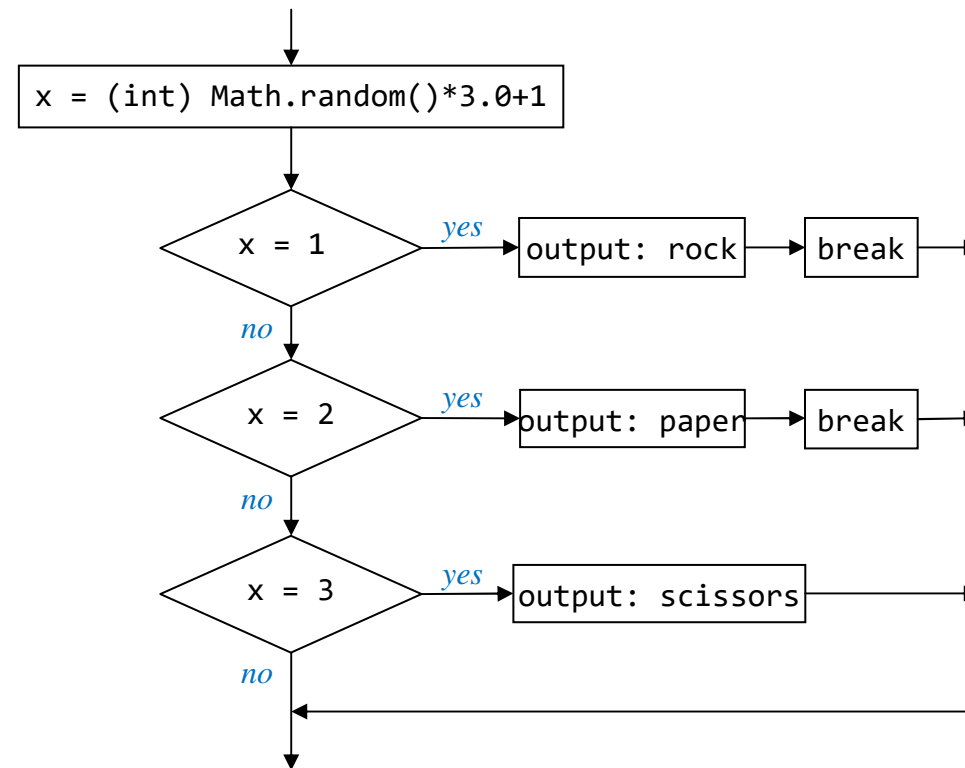 x = (int) Math.random()*3.0+1
x = 1
yes
output: rock
break
no
x = 2
yes
output: paper
break
no
x = 3
yes
output: scissors
no